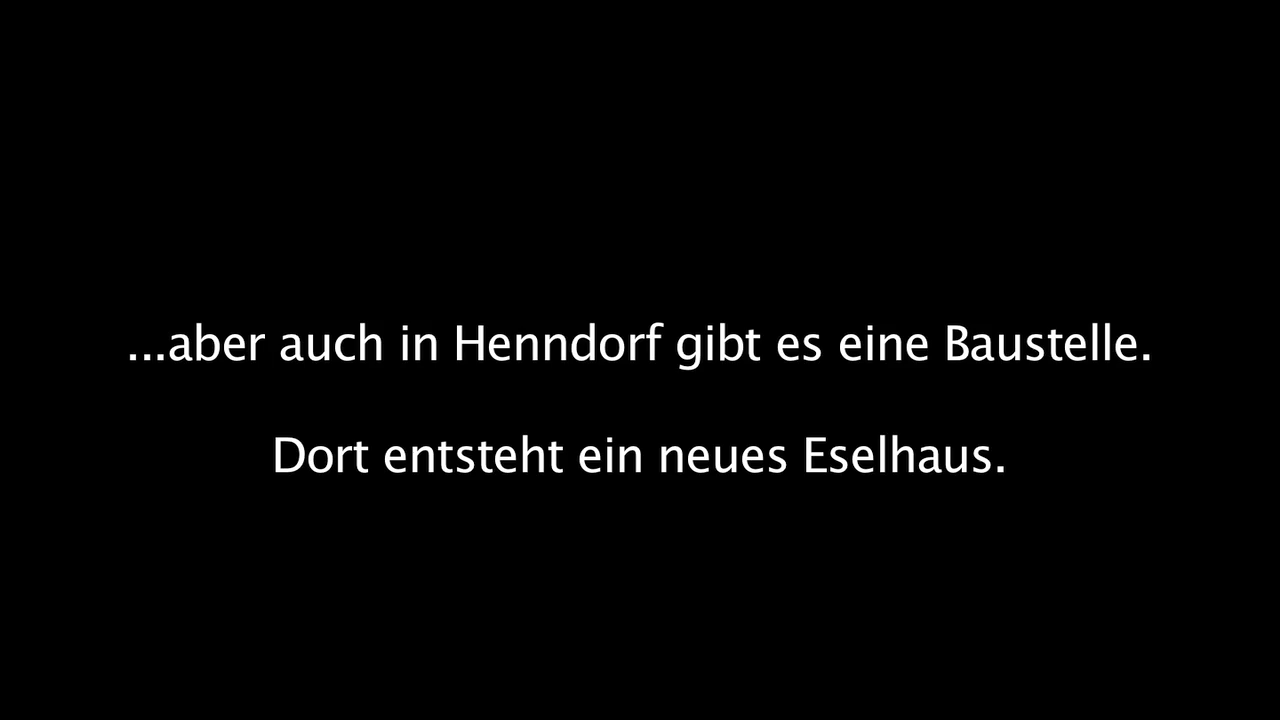 ...aber auch in Henndorf gibt es eine Baustelle.
Dort entsteht ein neues Eselhaus.